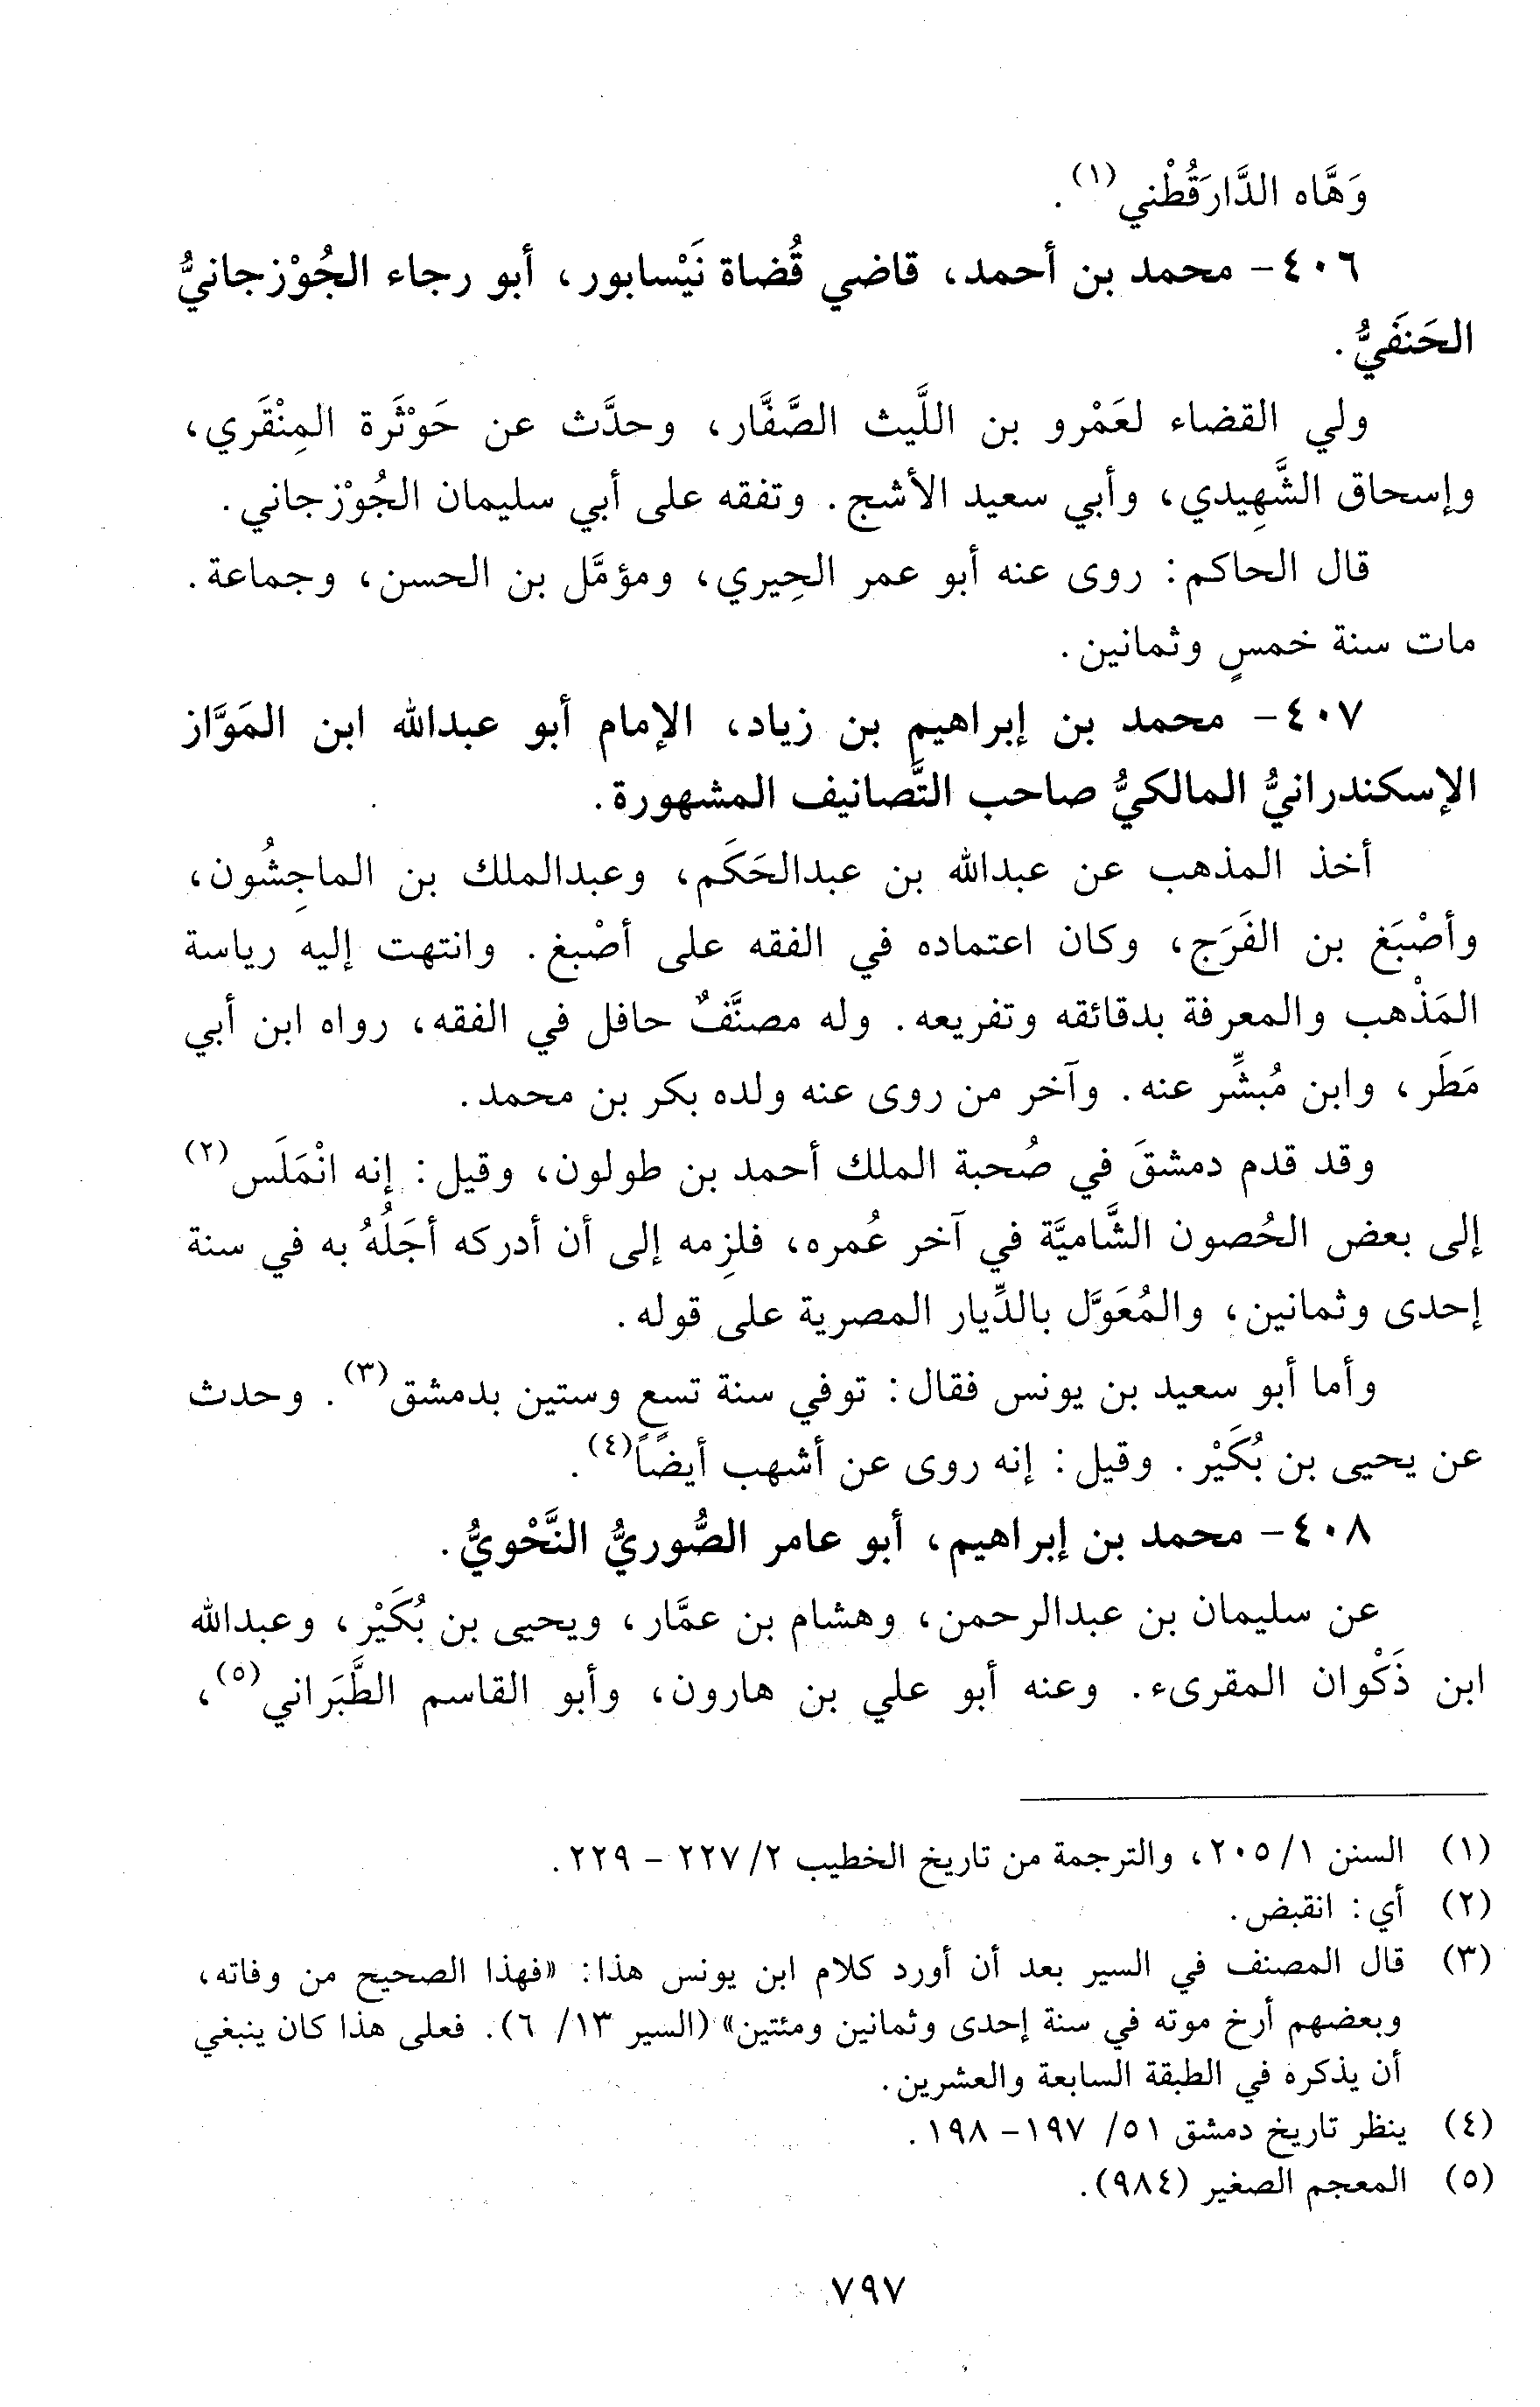 وَهَّاه الدَّارَقُطْني(١).
٤٠٦- محمد بن أحمد، قاضي قُضاة نَيْسابور، أبو رجاء الجُوْزجانيُّ
الحَنفَيُّ.
ولي القضاء لعَمْرو بن اللَّيث الصَّفَّار، وحدَّث عن حَوْثَرة المِنْقَري،
وإسحاق الشَّهِيدي، وأبي سعيد الأشج. وتفقه على أبي سليمان الجُوْزجاني.
قال الحاكم: روى عنه أبو عمر الحِيري، ومؤمَّل بن الحسن، وجماعة.
مات سنة خمسٍ وثمانين.
٤٠٧- محمد بن إبراهيم بن زياد، الإمام أبو عبدالله ابن المَوَّاز
الإسكندرانيُّ المالكيُّ صاحب التَّصانيف المشهورة.
أخذ المذهب عن عبدالله بن عبدالحَكَم، وعبدالملك بن الماجِشُون،
وأصْبَغ بن الفَرَج، وكان اعتماده في الفقه على أصْبغ. وانتهت إليه رياسة
المَذْهب والمعرفة بدقائقه وتفريعه. وله مصنَّفٌ حافل في الفقه، رواه ابن أبي
مَطَر، وابن مُبشِّر عنه. وآخر من روى عنه ولده بكر بن محمد.
وقد قدم دمشقَ في صُحبة الملك أحمد بن طولون، وقيل: إنه انْمَلَس(٢)
إلى بعض الحُصون الشَّاميَّة في آخر عُمره، فلزِمه إلى أن أدركه أجَلُهُ به في سنة
إحدى وثمانين، والمُعَوَّل بالدِّيار المصرية على قوله.
وأما أبو سعيد بن يونس فقال: توفي سنة تسعٍ وستين بدمشق(٣). وحدث
عن يحيى بن بُكَيْر. وقيل: إنه روى عن أشهب أيضًا(٤).
٤٠٨- محمد بن إبراهيم، أبو عامر الصُّوريُّ النَّحْويُّ.
عن سليمان بن عبدالرحمن، وهشام بن عمَّار، ويحيى بن بُكَيْر، وعبدالله
ابن ذَكْوان المقرىء. وعنه أبو علي بن هارون، وأبو القاسم الطَّبَراني(٥)،
(١) السنن ١/ ٢٠٥، والترجمة من تاريخ الخطيب ٢/ ٢٢٧ - ٢٢٩.
(٢) أي: انقبض.
(٣) قال المصنف في السير بعد أن أورد كلام ابن يونس هذا: «فهذا الصحيح من وفاته،
وبعضهم أرخ موته في سنة إحدى وثمانين ومئتين» (السير ١٣/ ٦). فعلى هذا كان ينبغي
أن يذكره في الطبقة السابعة والعشرين.
(٤) ينظر تاريخ دمشق ٥١/ ١٩٧- ١٩٨.
(٥) المعجم الصغير (٩٨٤).
٧٩٧